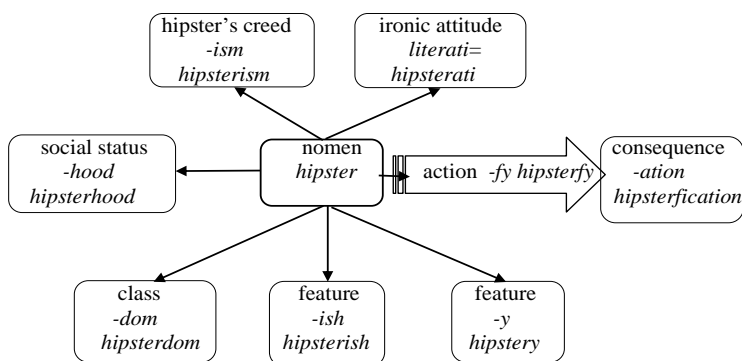 hipster’s creed
-ism
hipsterism
ironic attitude
literati=
hipsterati
social status
-hood
hipsterhood
nomen
hipster
action -fy hipsterfy
consequence
-ation
hipsterfication
class
-dom
hipsterdom
feature
-ish
hipsterish
feature
-y
hipstery